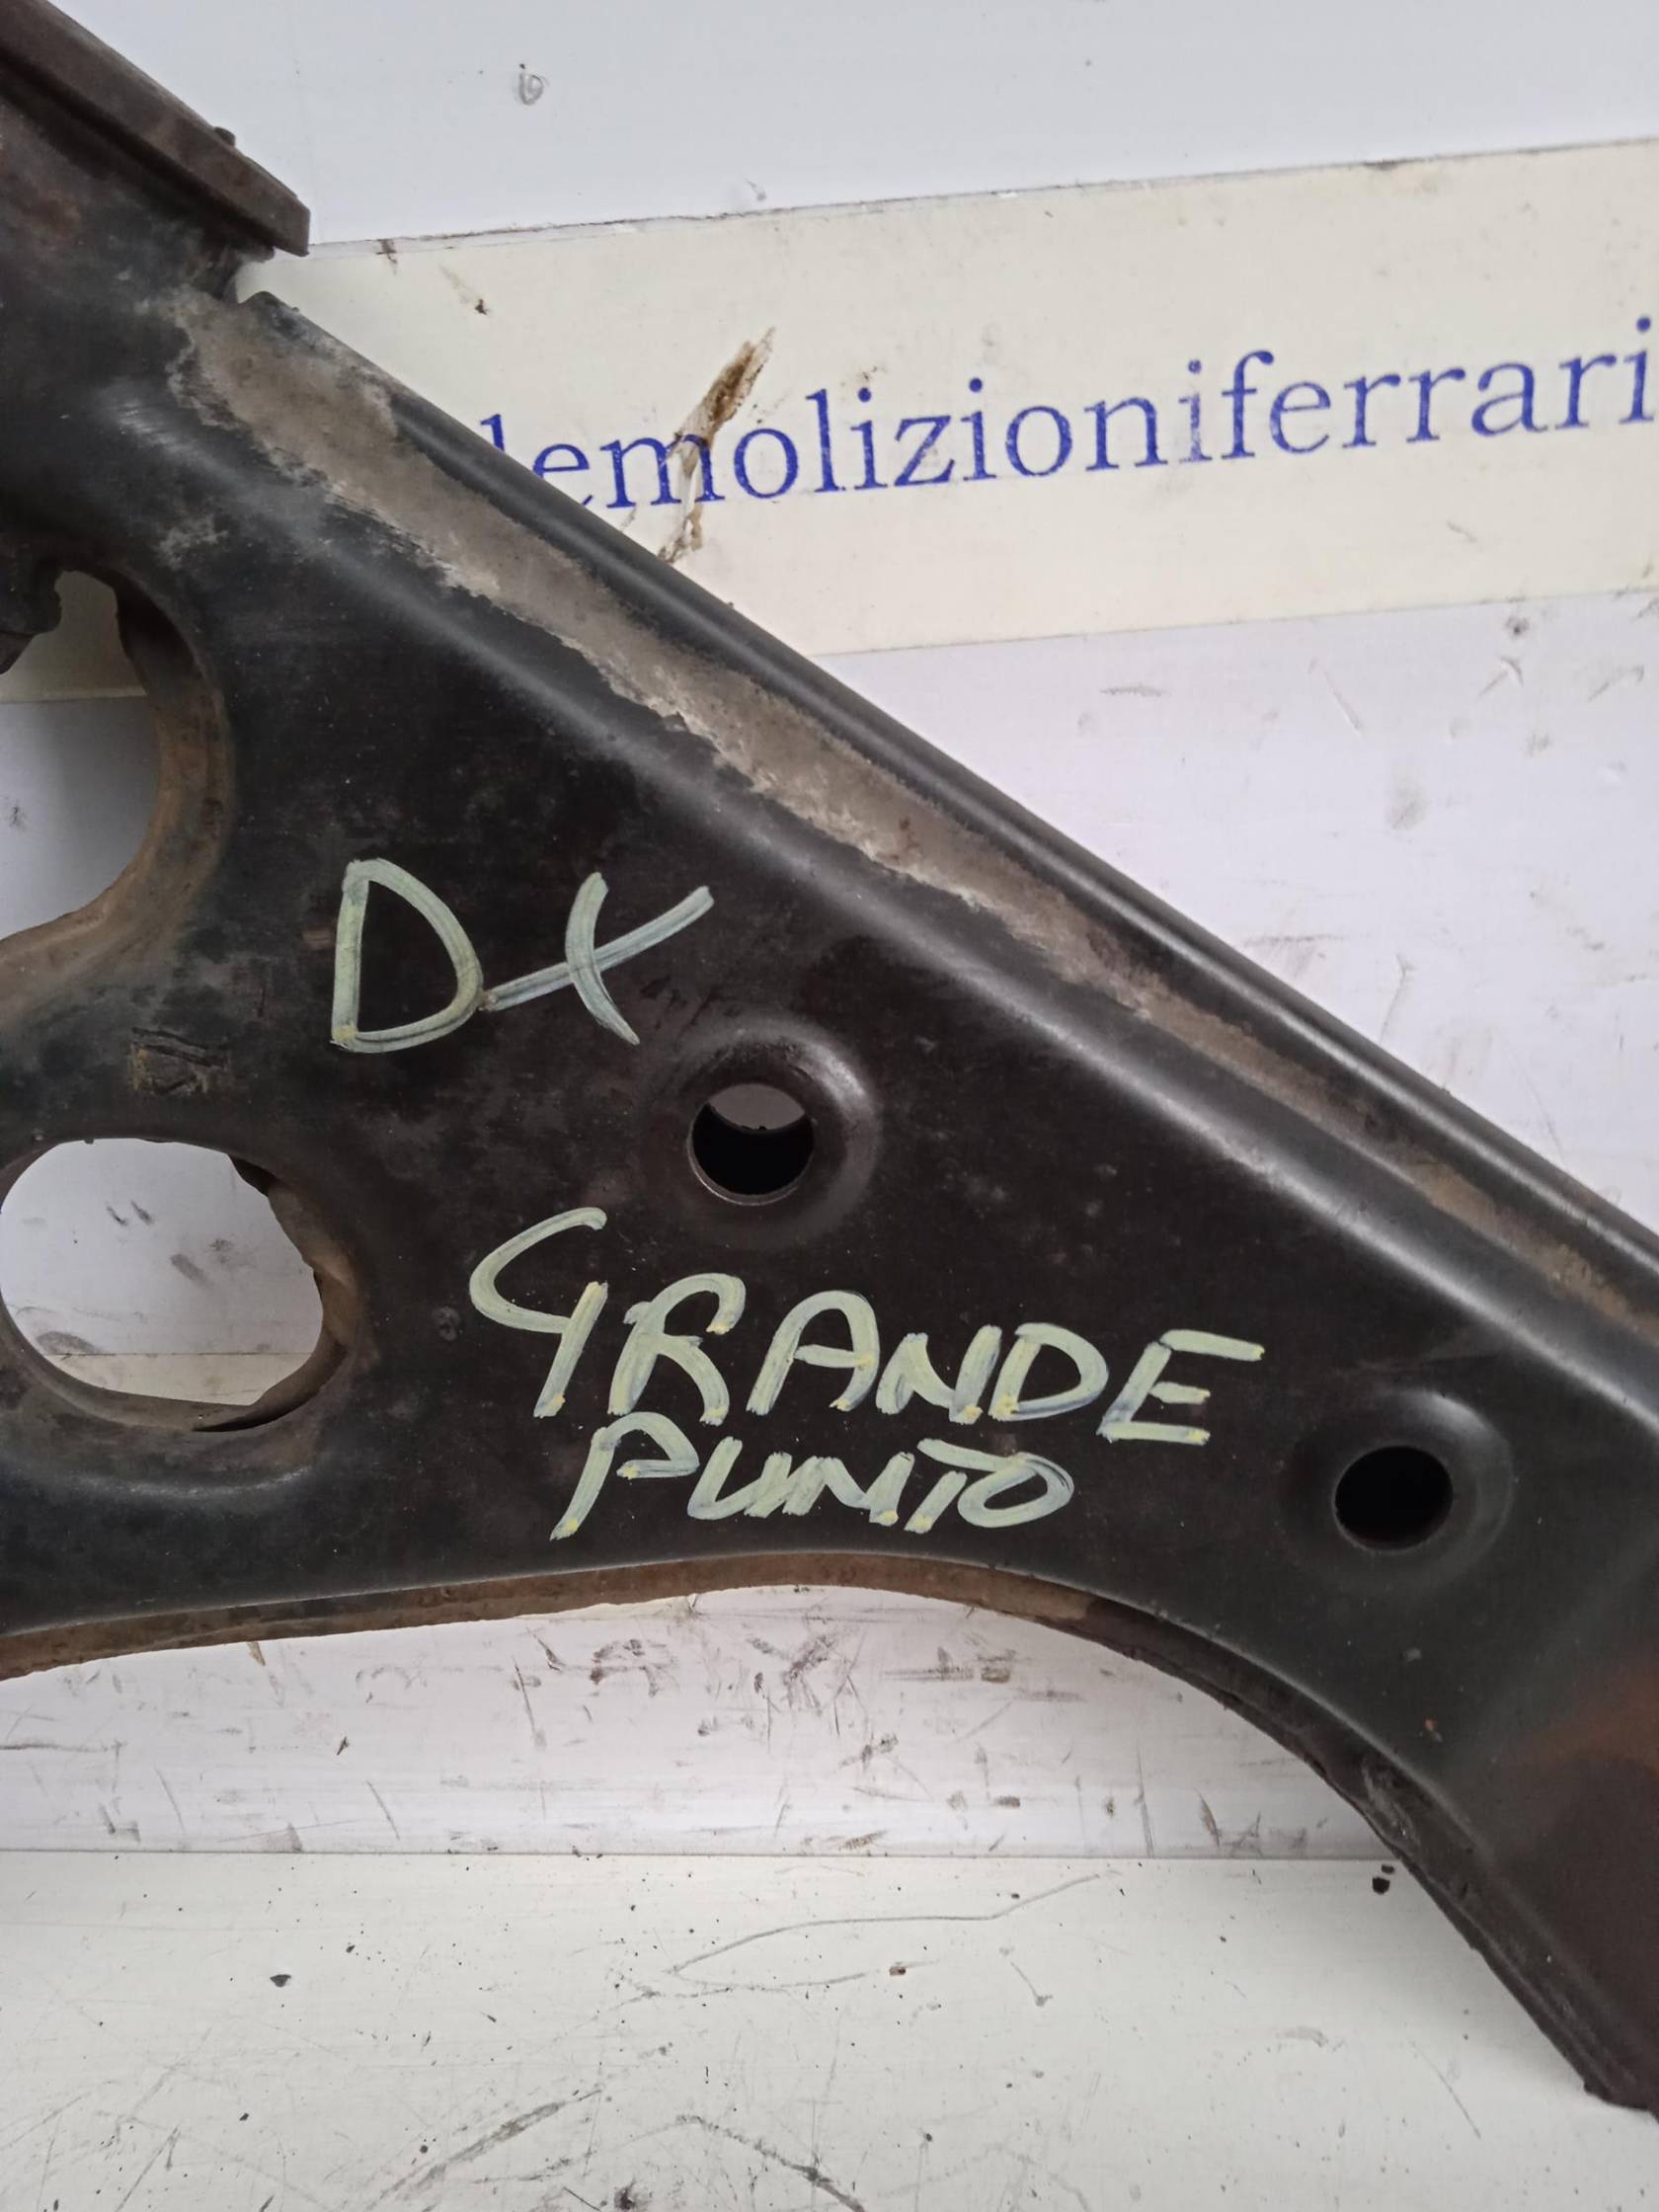 demolizioniferrari
DX
GRANDE
PUNTO